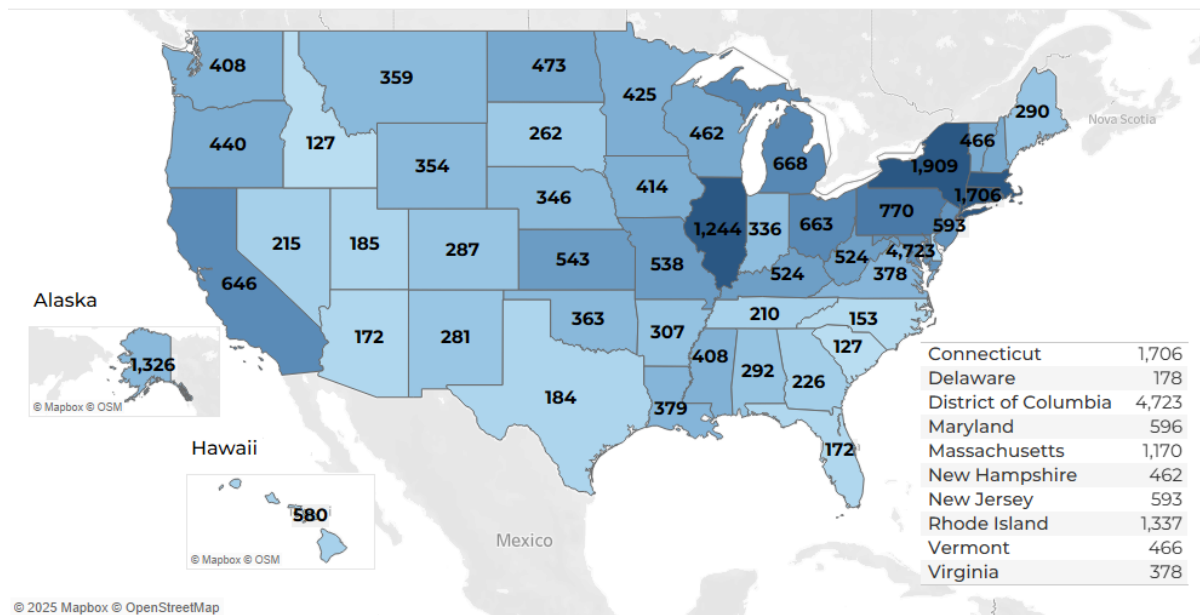 408
359
473
425
290
Nova Scotia
440
127
354
262
462
668
466
1,909
1,706
346
414
770
593
215
185
287
543
538
1,244
336
663
524
524
4,723
378
646
Alaska
1,326
© Mapbox © OSM
172
281
363
307
210
153
127
408
292
226
184
379
172
Hawaii
580
© Mapbox © OSM
Mexico
Connecticut 1,706
Delaware 178
District of Columbia 4,723
Maryland 596
Massachusetts 1,170
New Hampshire 462
New Jersey 593
Rhode Island 1,337
Vermont 466
Virginia 378
© 2025 Mapbox © OpenStreetMap